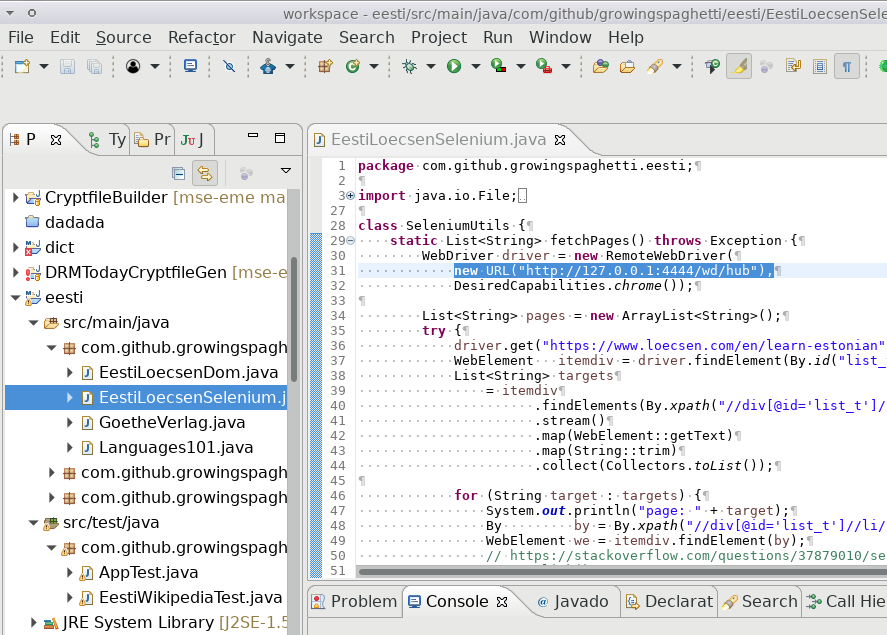 workspace - eesti/src/main/java/com/github/growingspaghetti/eesti/EestiLoecsenSele
File Edit Source Refactor Navigate Search Project Run Window Help
P Ty Pr Ju J
CryptfileBuilder [mse-eme ma
dadada
dict
DRMTodayCryptfileGen [mse-e
eesti
src/main/java
com.github.growingspagh
EestiLoecsenDom.java
EestiLoecsenSelenium.j
GoetheVerlag.java
Languages101.java
com.github.growingspagh
com.github.growingspagh
src/test/java
com.github.growingspagh
AppTest.java
EestiWikipediaTest.java
JRE System Library [J2SE-1.5
EestiLoecsenSelenium.java
1 package com.github.growingspaghetti.eesti;¶
2 ¶
3 import java.io.File;
27 ¶
28 class SeleniumUtils {¶
29 static List<String> fetchPages() throws Exception {¶
30 WebDriver driver = new RemoteWebDriver(¶
31 new URL("http://127.0.0.1:4444/wd/hub"),¶
32 DesiredCapabilities.chrome());¶
33 ¶
34 List<String> pages = new ArrayList<String>();¶
35 try {¶
36 driver.get("https://www.loecsen.com/en/learn-estonian"
37 WebElement itemdiv = driver.findElement(By.id("list_
38 List<String> targets¶
39 = itemdiv¶
40 .findElements(By.xpath("//div[@id='list_t']/
41 .stream()¶
42 .map(WebElement::getText)¶
43 .map(String::trim)¶
44 .collect(Collectors.toList());¶
45 ¶
46 for (String target : targets) {¶
47 System.out.println("page: " + target);¶
48 By by = By.xpath("//div[@id='list_t']//li/
49 WebElement we = itemdiv.findElement(by);¶
50 // https://stackoverflow.com/questions/37879010/se
51
Problem Console @ Javadoc Declarat Search Call Hie